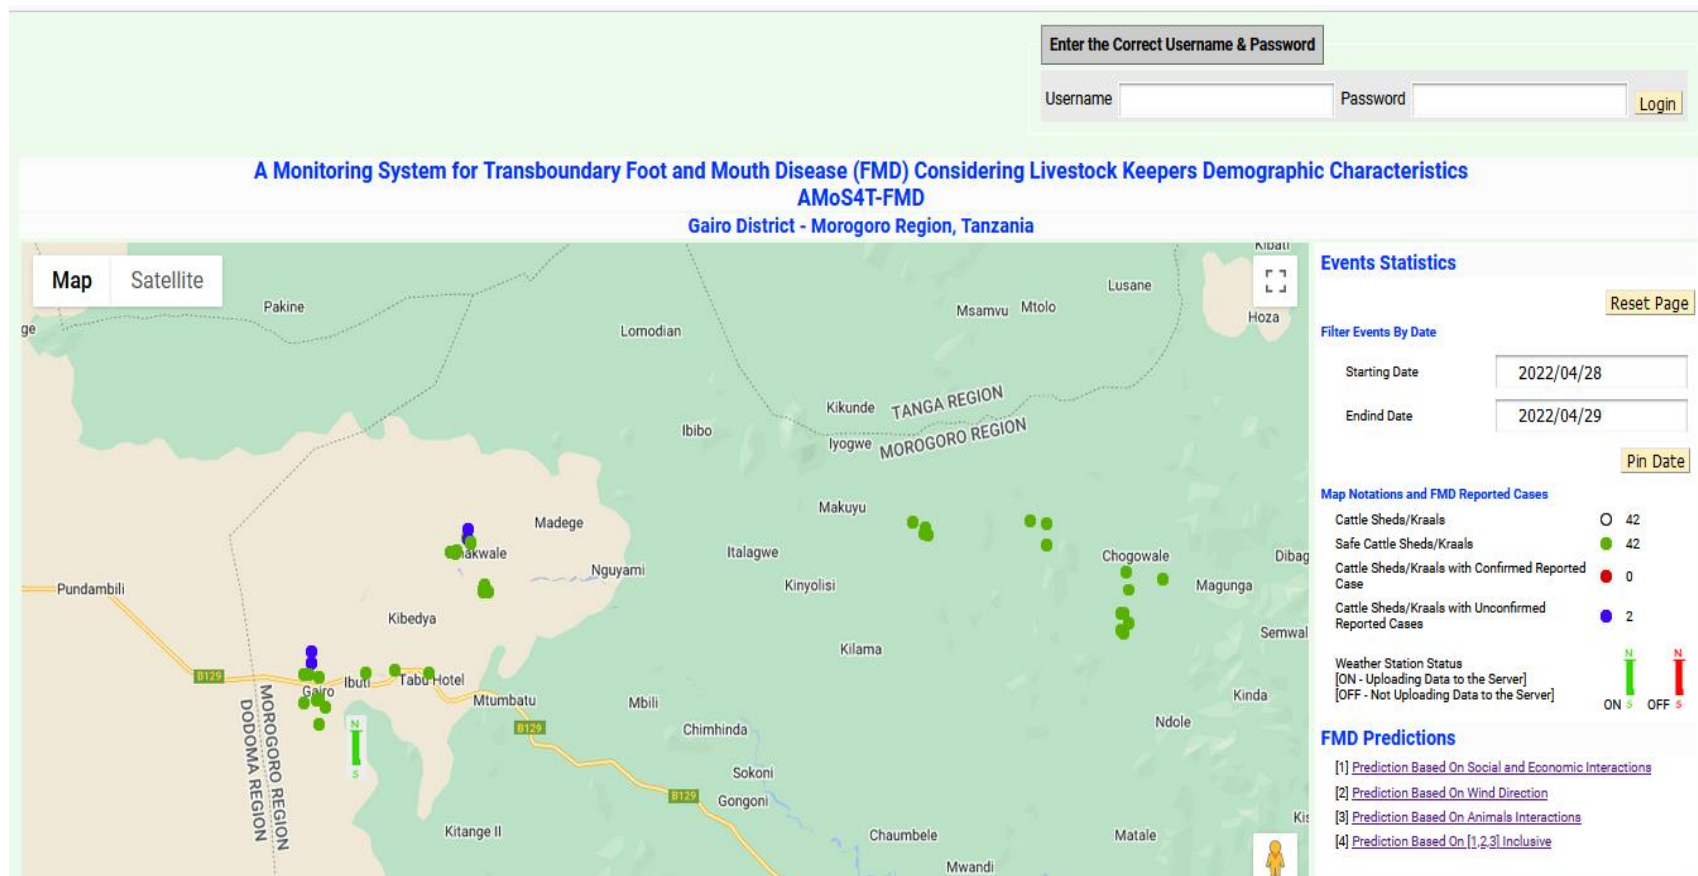 Enter the Correct Username & Password
Username Password Login
A Monitoring System for Transboundary Foot and Mouth Disease (FMD) Considering Livestock Keepers Demographic Characteristics
AMoS4T-FMD
Gairo District - Morogoro Region, Tanzania
Map Satellite
Kibati
Pakine
Lusane
Msamvu Mtolo
Hoza
ge
Lomodian
Kikunde TANGA REGION
Ibibo
Iyogwe MOROGORO REGION
Makuyu
Madege
Italagwe
Chogowale
Nguyami
Kinyolisi
Magunga
Pundambili
Kibedya
Kilama
B129
Gairo Ibuti Tabu Hotel
Mtumbatu
Mbili
Kinda
MOROGORO REGION
DODOMA REGION
B129
Chimhinda
Ndole
N
S
Sokoni
B129 Gongoni
Kitange II
Chaumbele
Matale
Mwandi
Events Statistics
Reset Page
Filter Events By Date
Starting Date 2022/04/28
Endind Date 2022/04/29
Pin Date
Map Notations and FMD Reported Cases
Cattle Sheds/Kraals 42
Safe Cattle Sheds/Kraals 42
Cattle Sheds/Kraals with Confirmed Reported
Case 0
Cattle Sheds/Kraals with Unconfirmed
Reported Cases 2
Weather Station Status
[ON - Uploading Data to the Server]
[OFF - Not Uploading Data to the Server]
N N
ON S OFF S
FMD Predictions
[1] Prediction Based On Social and Economic Interactions
[2] Prediction Based On Wind Direction
[3] Prediction Based On Animals Interactions
[4] Prediction Based On [1,2,3] Inclusive